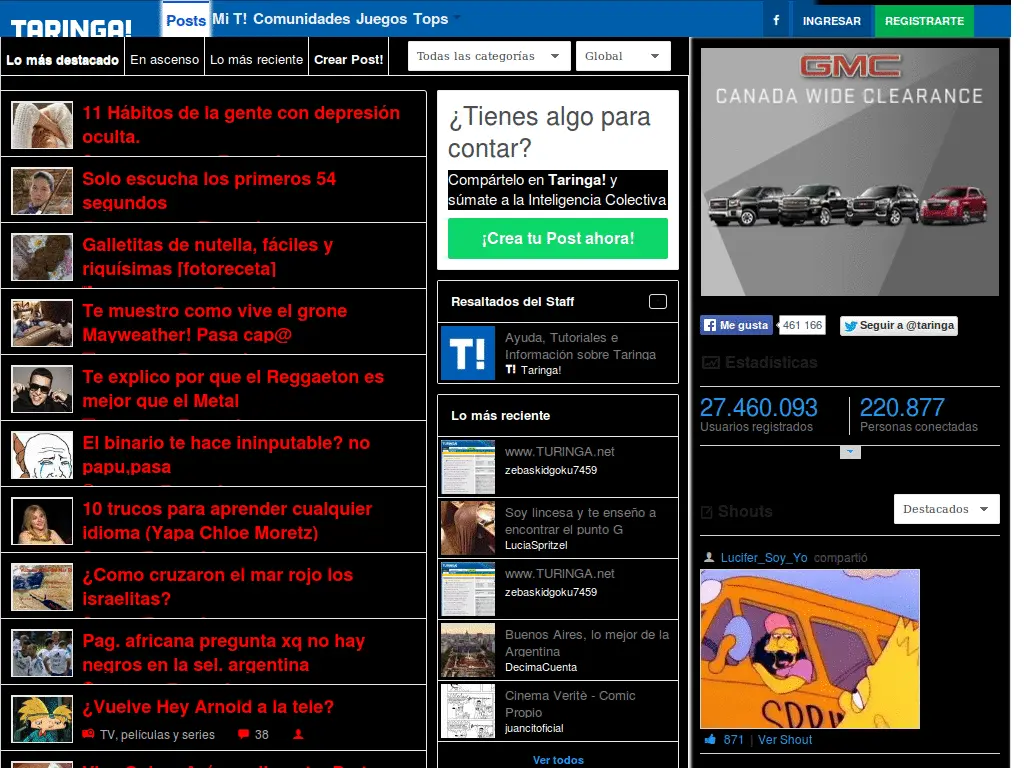 TARINGA!
Posts Mi T! Comunidades Juegos Tops
INGRESAR
REGISTRARTE
Lo más destacado
En ascenso
Lo más reciente
Crear Post!
Todas las categorías
Global
11 Hábitos de la gente con depresión
oculta.
Solo escucha los primeros 54
segundos
Galletitas de nutella, fáciles y
riquísimas [fotoreceta]
Te muestro como vive el grone
Mayweather! Pasa cap@
Te explico por que el Reggaeton es
mejor que el Metal
El binario te hace ininputable? no
papu,pasa
10 trucos para aprender cualquier
idioma (Yapa Chloe Moretz)
¿Como cruzaron el mar rojo los
israelitas?
Pag. africana pregunta xq no hay
negros en la sel. argentina
¿Vuelve Hey Arnold a la tele?
TV, películas y series
38
¿Tienes algo para
contar?
Compártelo en Taringa! y
súmate a la Inteligencia Colectiva
¡Crea tu Post ahora!
Resaltados del Staff
T!
Ayuda, Tutoriales e
Información sobre Taringa
T! Taringa!
Lo más reciente
www.TURINGA.net
zebaskidgoku7459
Soy lincesa y te enseño a
encontrar el punto G
LuciaSpritzel
www.TURINGA.net
zebaskidgoku7459
Buenos Aires, lo mejor de la
Argentina
DecimaCuenta
Cinema Veritè - Comic
Propio
juancitoficial
Ver todos
GMC
CANADA WIDE CLEARANCE
Me gusta
461 166
Seguir a @taringa
Estadísticas
27.460.093
Usuarios registrados
220.877
Personas conectadas
Shouts
Destacados
Lucifer_Soy_Yo compartió
871 | Ver Shout